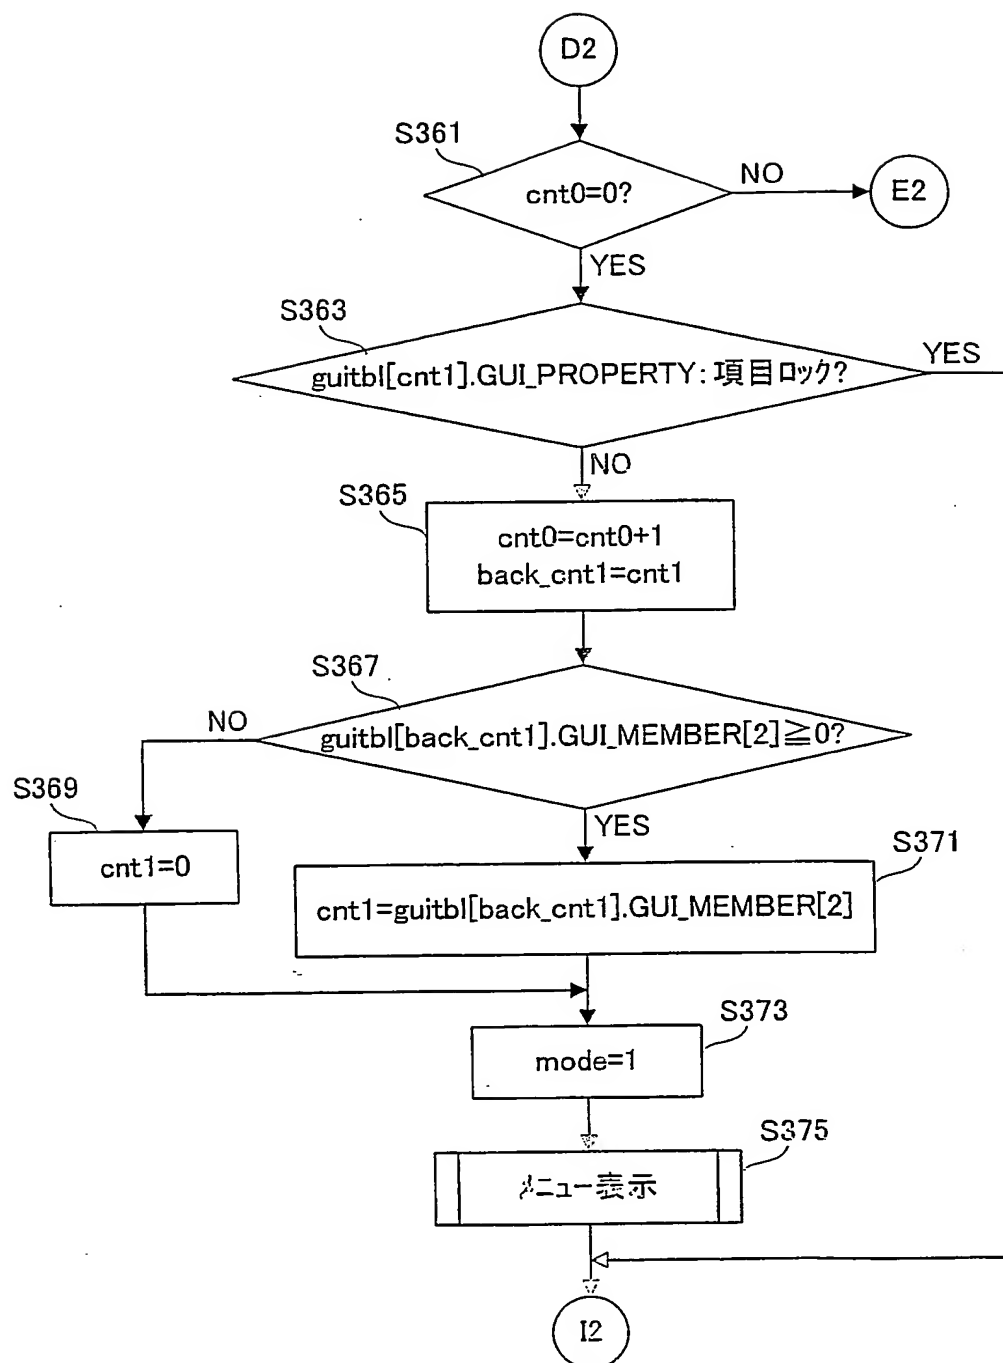 D2
S361
cnt0=0?
NO
E2
YES
S363
guitbl[cnt1].GUI_PROPERTY:項目ロック?
YES
NO
S365
cnt0=cnt0+1
back_cnt1=cnt1
S367
NO
guitbl[back_cnt1].GUI_MEMBER[2]≧0?
S369
YES
cnt1=0
S371
cnt1=guitbl[back_cnt1].GUI_MEMBER[2]
S373
mode=1
S375
メニュー表示
I2